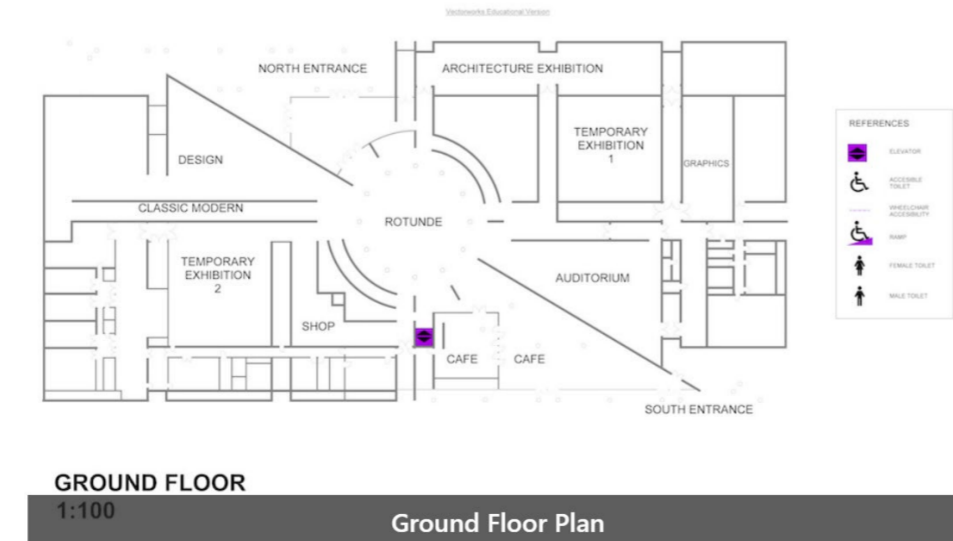 Vectorworks Educational Version
NORTH ENTRANCE
ARCHITECTURE EXHIBITION
DESIGN
TEMPORARY
EXHIBITION
1
GRAPHICS
CLASSIC MODERN
ROTUNDE
TEMPORARY
EXHIBITION
2
AUDITORIUM
SHOP
CAFE
CAFE
SOUTH ENTRANCE
REFERENCES
ELEVATOR
ACCESIBLE
TOILET
WHEELCHAIR
ACCESIBILITY
RAMP
FEMALE TOILET
MALE TOILET
GROUND FLOOR
1:100
Ground Floor Plan